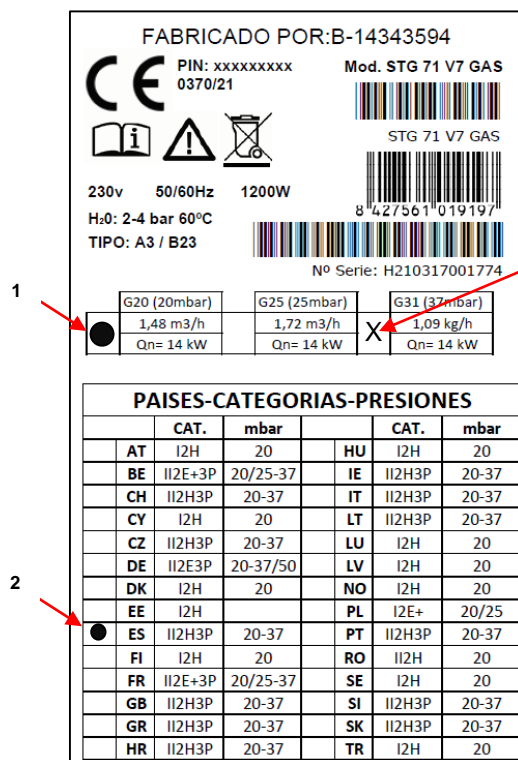 FABRICADO POR:B-14343594
PIN: xxxxxxxxx
0370/21
Mod. STG 71 V7 GAS
STG 71 V7 GAS
8 427561 019197
230v 50/60Hz 1200W
H₂0: 2-4 bar 60ºC
TIPO: A3 / B23
Nº Serie: H210317001774
1
G20 (20mbar) G25 (25mbar) G31 (37mbar)
1,48 m3/h 1,72 m3/h X 1,09 kg/h
Qn= 14 kW Qn= 14 kW Qn= 14 kW
PAISES-CATEGORIAS-PRESIONES
CAT. mbar CAT. mbar
AT I2H 20 HU I2H 20
BE II2E+3P 20/25-37 IE II2H3P 20-37
CH II2H3P 20-37 IT II2H3P 20-37
CY I2H 20 LT II2H3P 20-37
CZ II2H3P 20-37 LU I2H 20
DE II2E3P 20-37/50 LV I2H 20
DK I2H 20 NO I2H 20
2
EE I2H PL I2E+ 20/25
ES II2H3P 20-37 PT II2H3P 20-37
FI I2H 20 RO II2H 20
FR II2E+3P 20/25-37 SE I2H 20
GB II2H3P 20-37 SI II2H3P 20-37
GR II2H3P 20-37 SK II2H3P 20-37
HR II2H3P 20-37 TR I2H 20